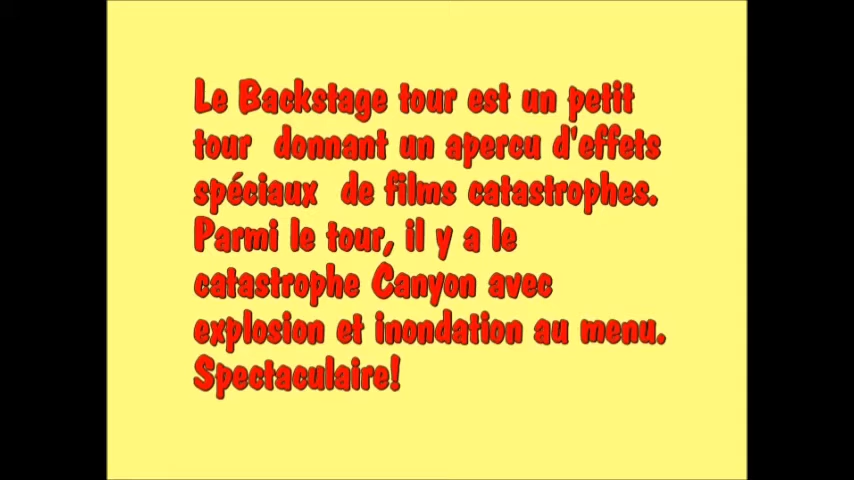 Le Backstage tour est un petit
tour donnant un apercu d'effets
spéciaux de films catastrophes.
Parmi le tour, il y a le
catastrophe Canyon avec
explosion et inondation au menu.
Spectaculaire!